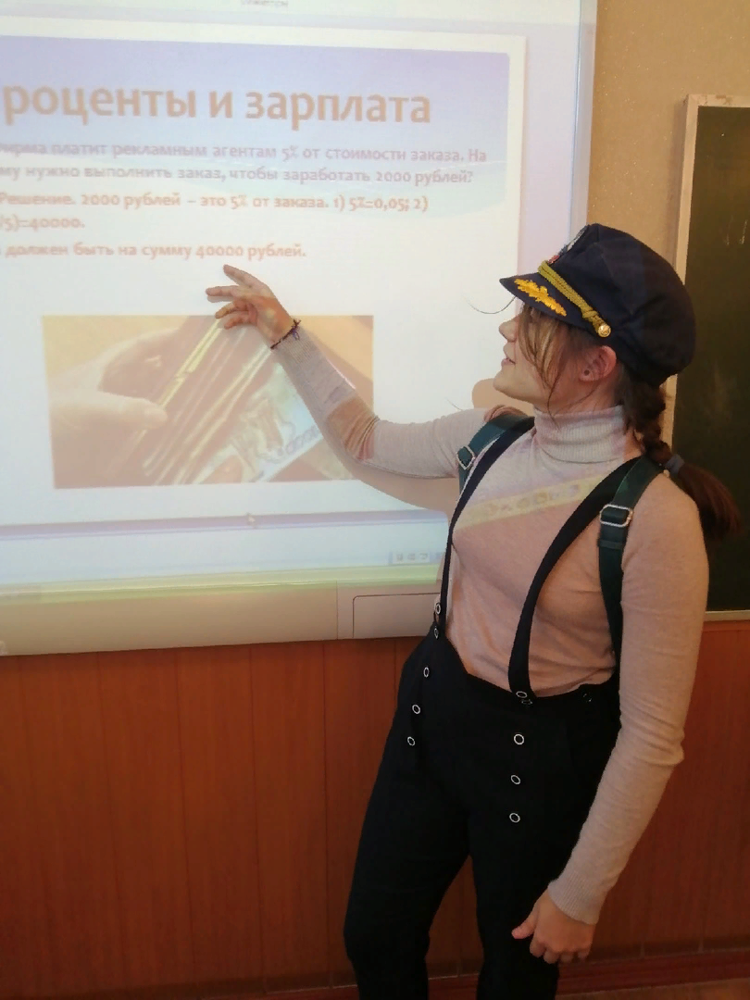 роценты и зарплата
ирма платит рекламным агентам 5% от стоимости заказа. На
му нужно выполнить заказ, чтобы заработать 2000 рублей?
Решение. 2000 рублей – это 5% от заказа. 1) 5%=0,05; 2)
/5)=40000.
должен быть на сумму 40000 рублей.